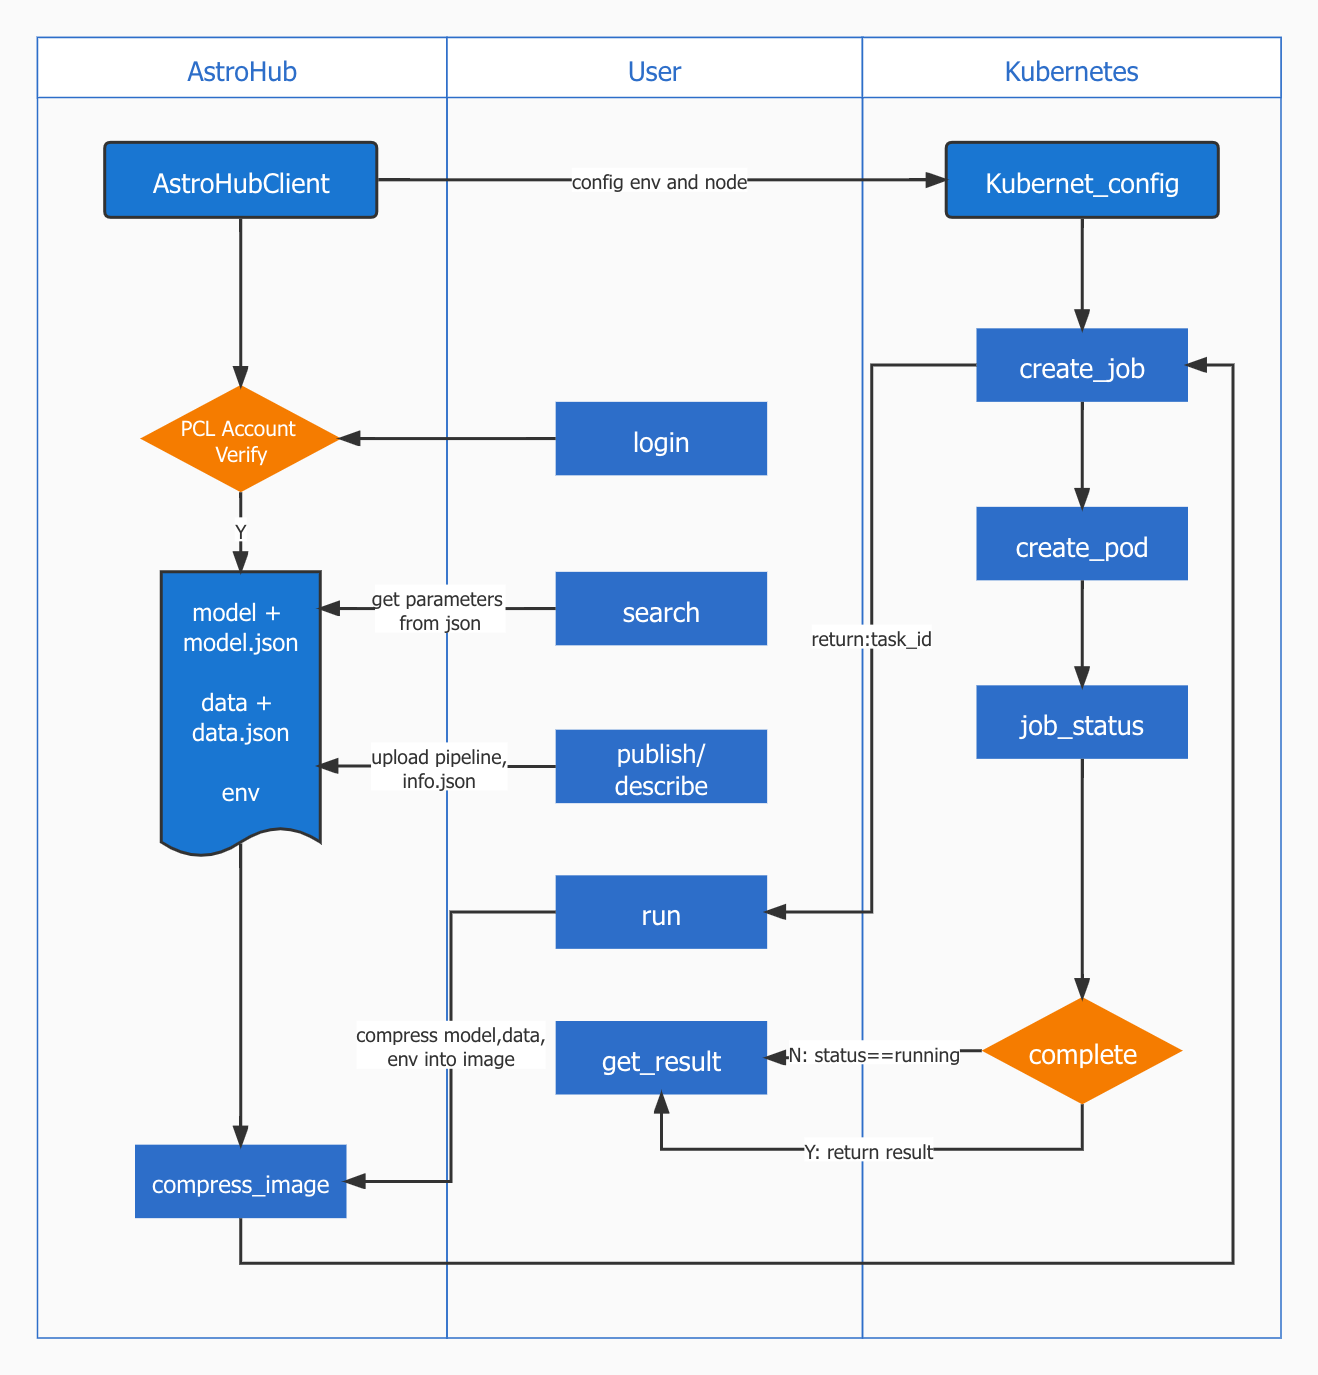 AstroHub
User
Kubernetes
AstroHubClient
config env and node
Kubernet_config
create_job
PCL Account
Verify
login
Y
create_pod
model +
model.json
data +
data.json
env
get parameters
from json
search
return:task_id
job_status
upload pipeline,
info.json
publish/
describe
run
compress model,data,
env into image
get_result
N: status==running
complete
Y: return result
compress_image